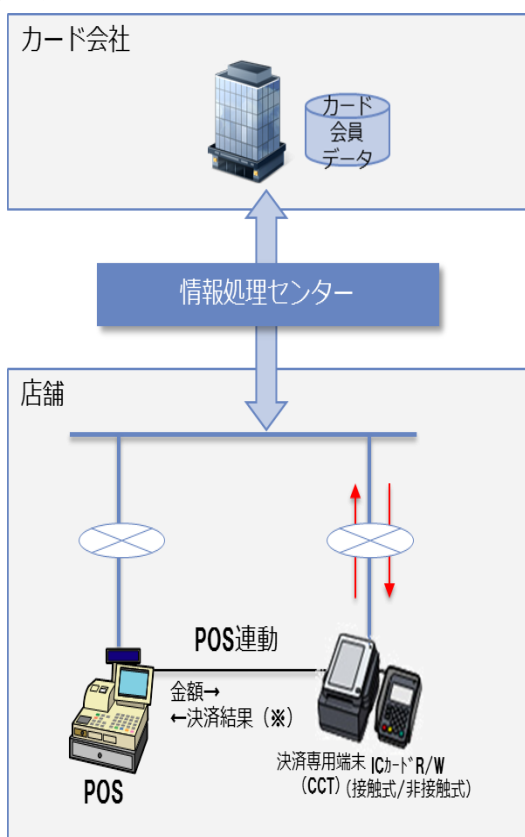 カード会社
カード
会員
データ
情報処理センター
店舗
POS連動
金額→
←決済結果（※）
POS
決済専用端末
（CCT）
ICｶｰﾄﾞR/W
（接触式/非接触式）